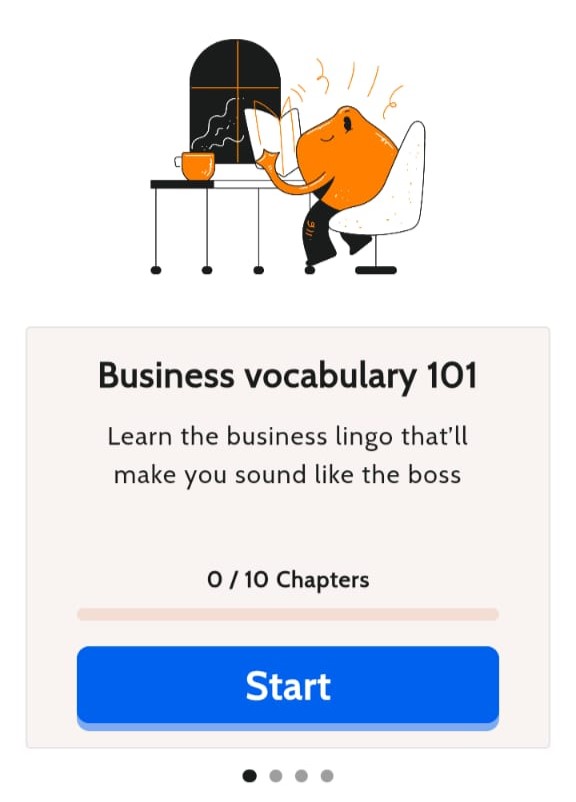 Business vocabulary 101
Learn the business lingo that'll
make you sound like the boss
0 / 10 Chapters
Start